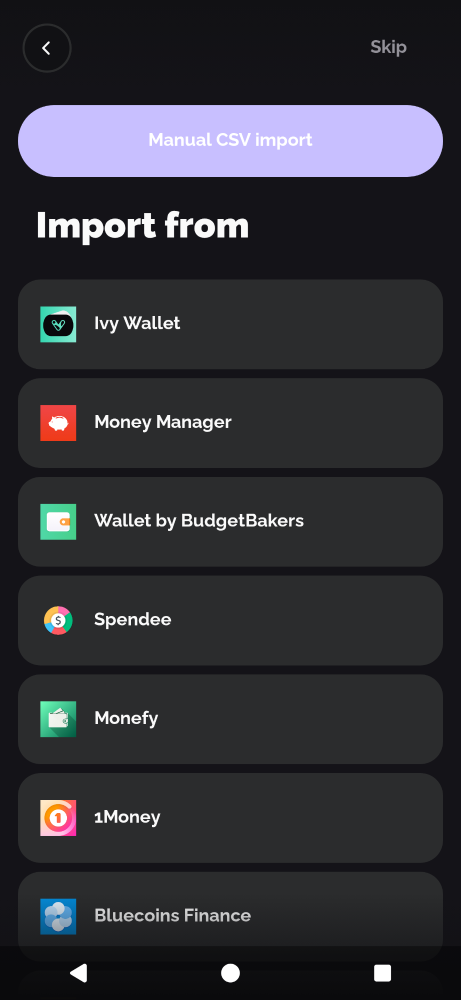 Skip
Manual CSV import
Import from
Ivy Wallet
Money Manager
Wallet by BudgetBakers
Spendee
Monefy
1Money
Bluecoins Finance